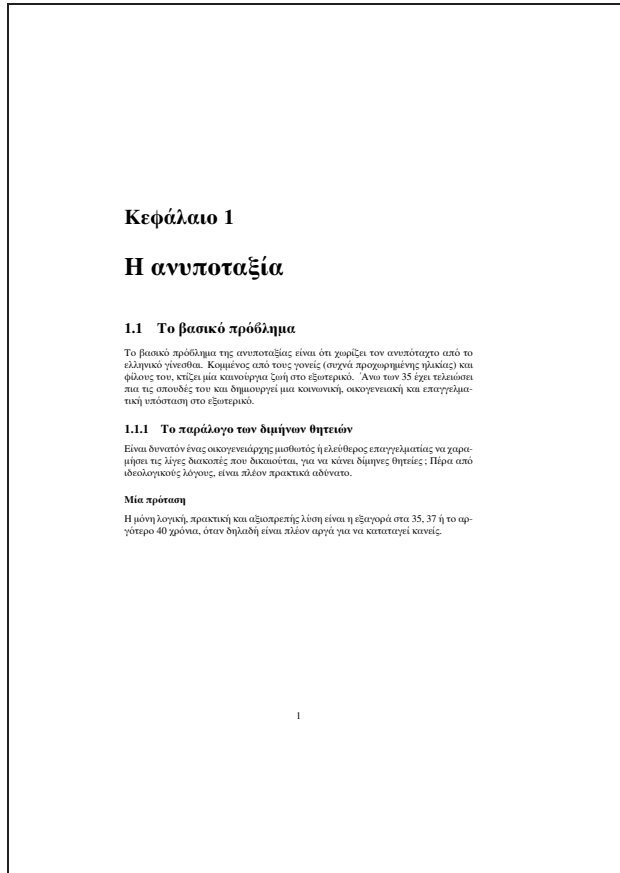 Κεφάλαιο 1
Η ανυποταξία
1.1 Το βασικό πρόβλημα
Το βασικό πρόβλημα της ανυποταξίας είναι ότι χωρίζει τον ανυπόταχτο από το
ελληνικό γίνεσθαι. Κομμένος από τους γονείς (συχνά προχωρημένης ηλικίας) και
φίλους του, κτίζει μία καινούργια ζωή στο εξωτερικό. Άνω των 35 έχει τελειώσει
πια τις σπουδές του και δημιουργεί μια κοινωνική, οικογενειακή και επαγγελμα-
τική υπόσταση στο εξωτερικό.
1.1.1 Το παράλογο των διμήνων θητειών
Είναι δυνατόν ένας οικογενειάρχης μισθωτός ή ελεύθερος επαγγελματίας να χαρα-
μήσει τις λίγες διακοπές που δικαιούται, για να κάνει δίμηνες θητείες ; Πέρα από
ιδεολογικούς λόγους, είναι πλέον πρακτικά αδύνατο.
Μία πρόταση
Η μόνη λογική, πρακτική και αξιοπρεπής λύση είναι η εξαγορά στα 35, 37 ή το αρ-
γότερο 40 χρόνια, όταν δηλαδή είναι πλέον αργά για να καταταγεί κανείς.
1